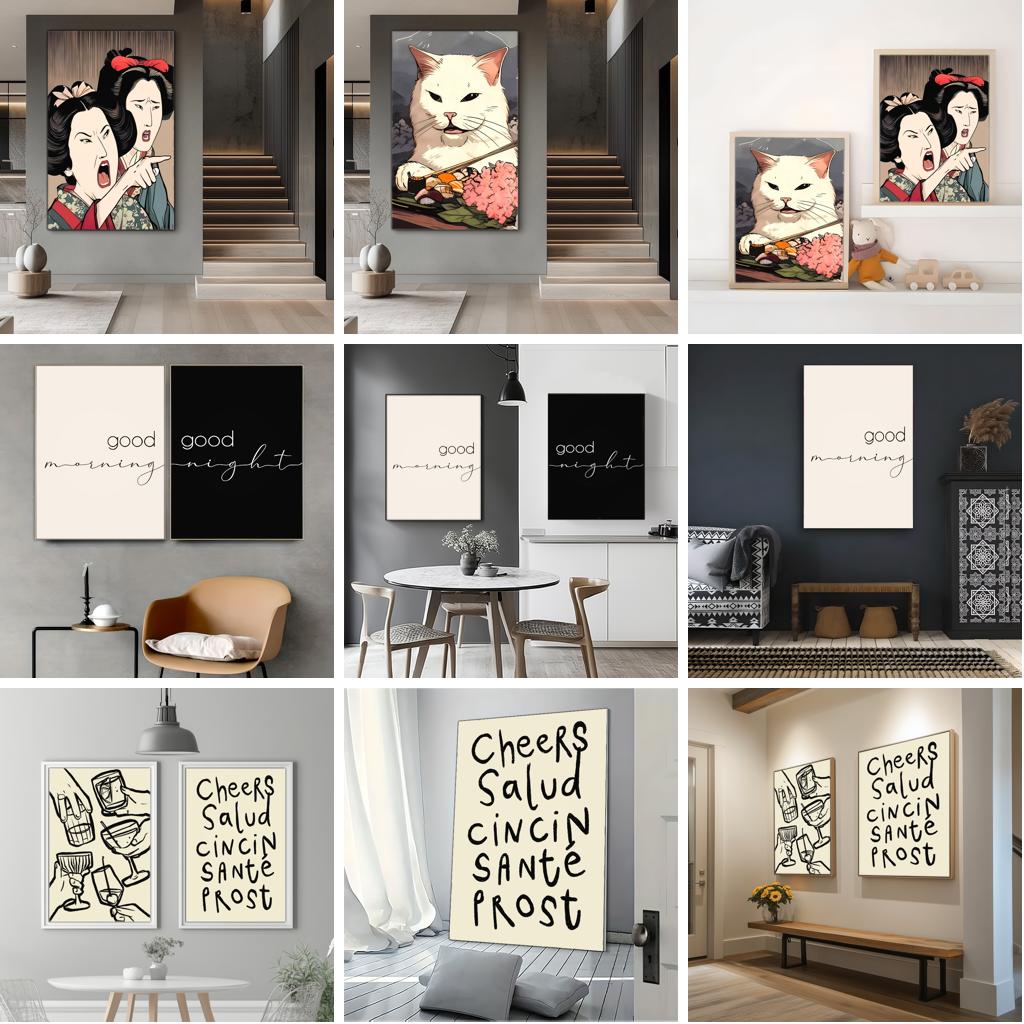 good
morning
good
night
good
morning
good
night
good
morning
CheeRS
Salud
cincin
santé
PRost
CheeRS
Salud
cincin
santé
PRost
CheeRS
Salud
cincin
santé
PRost